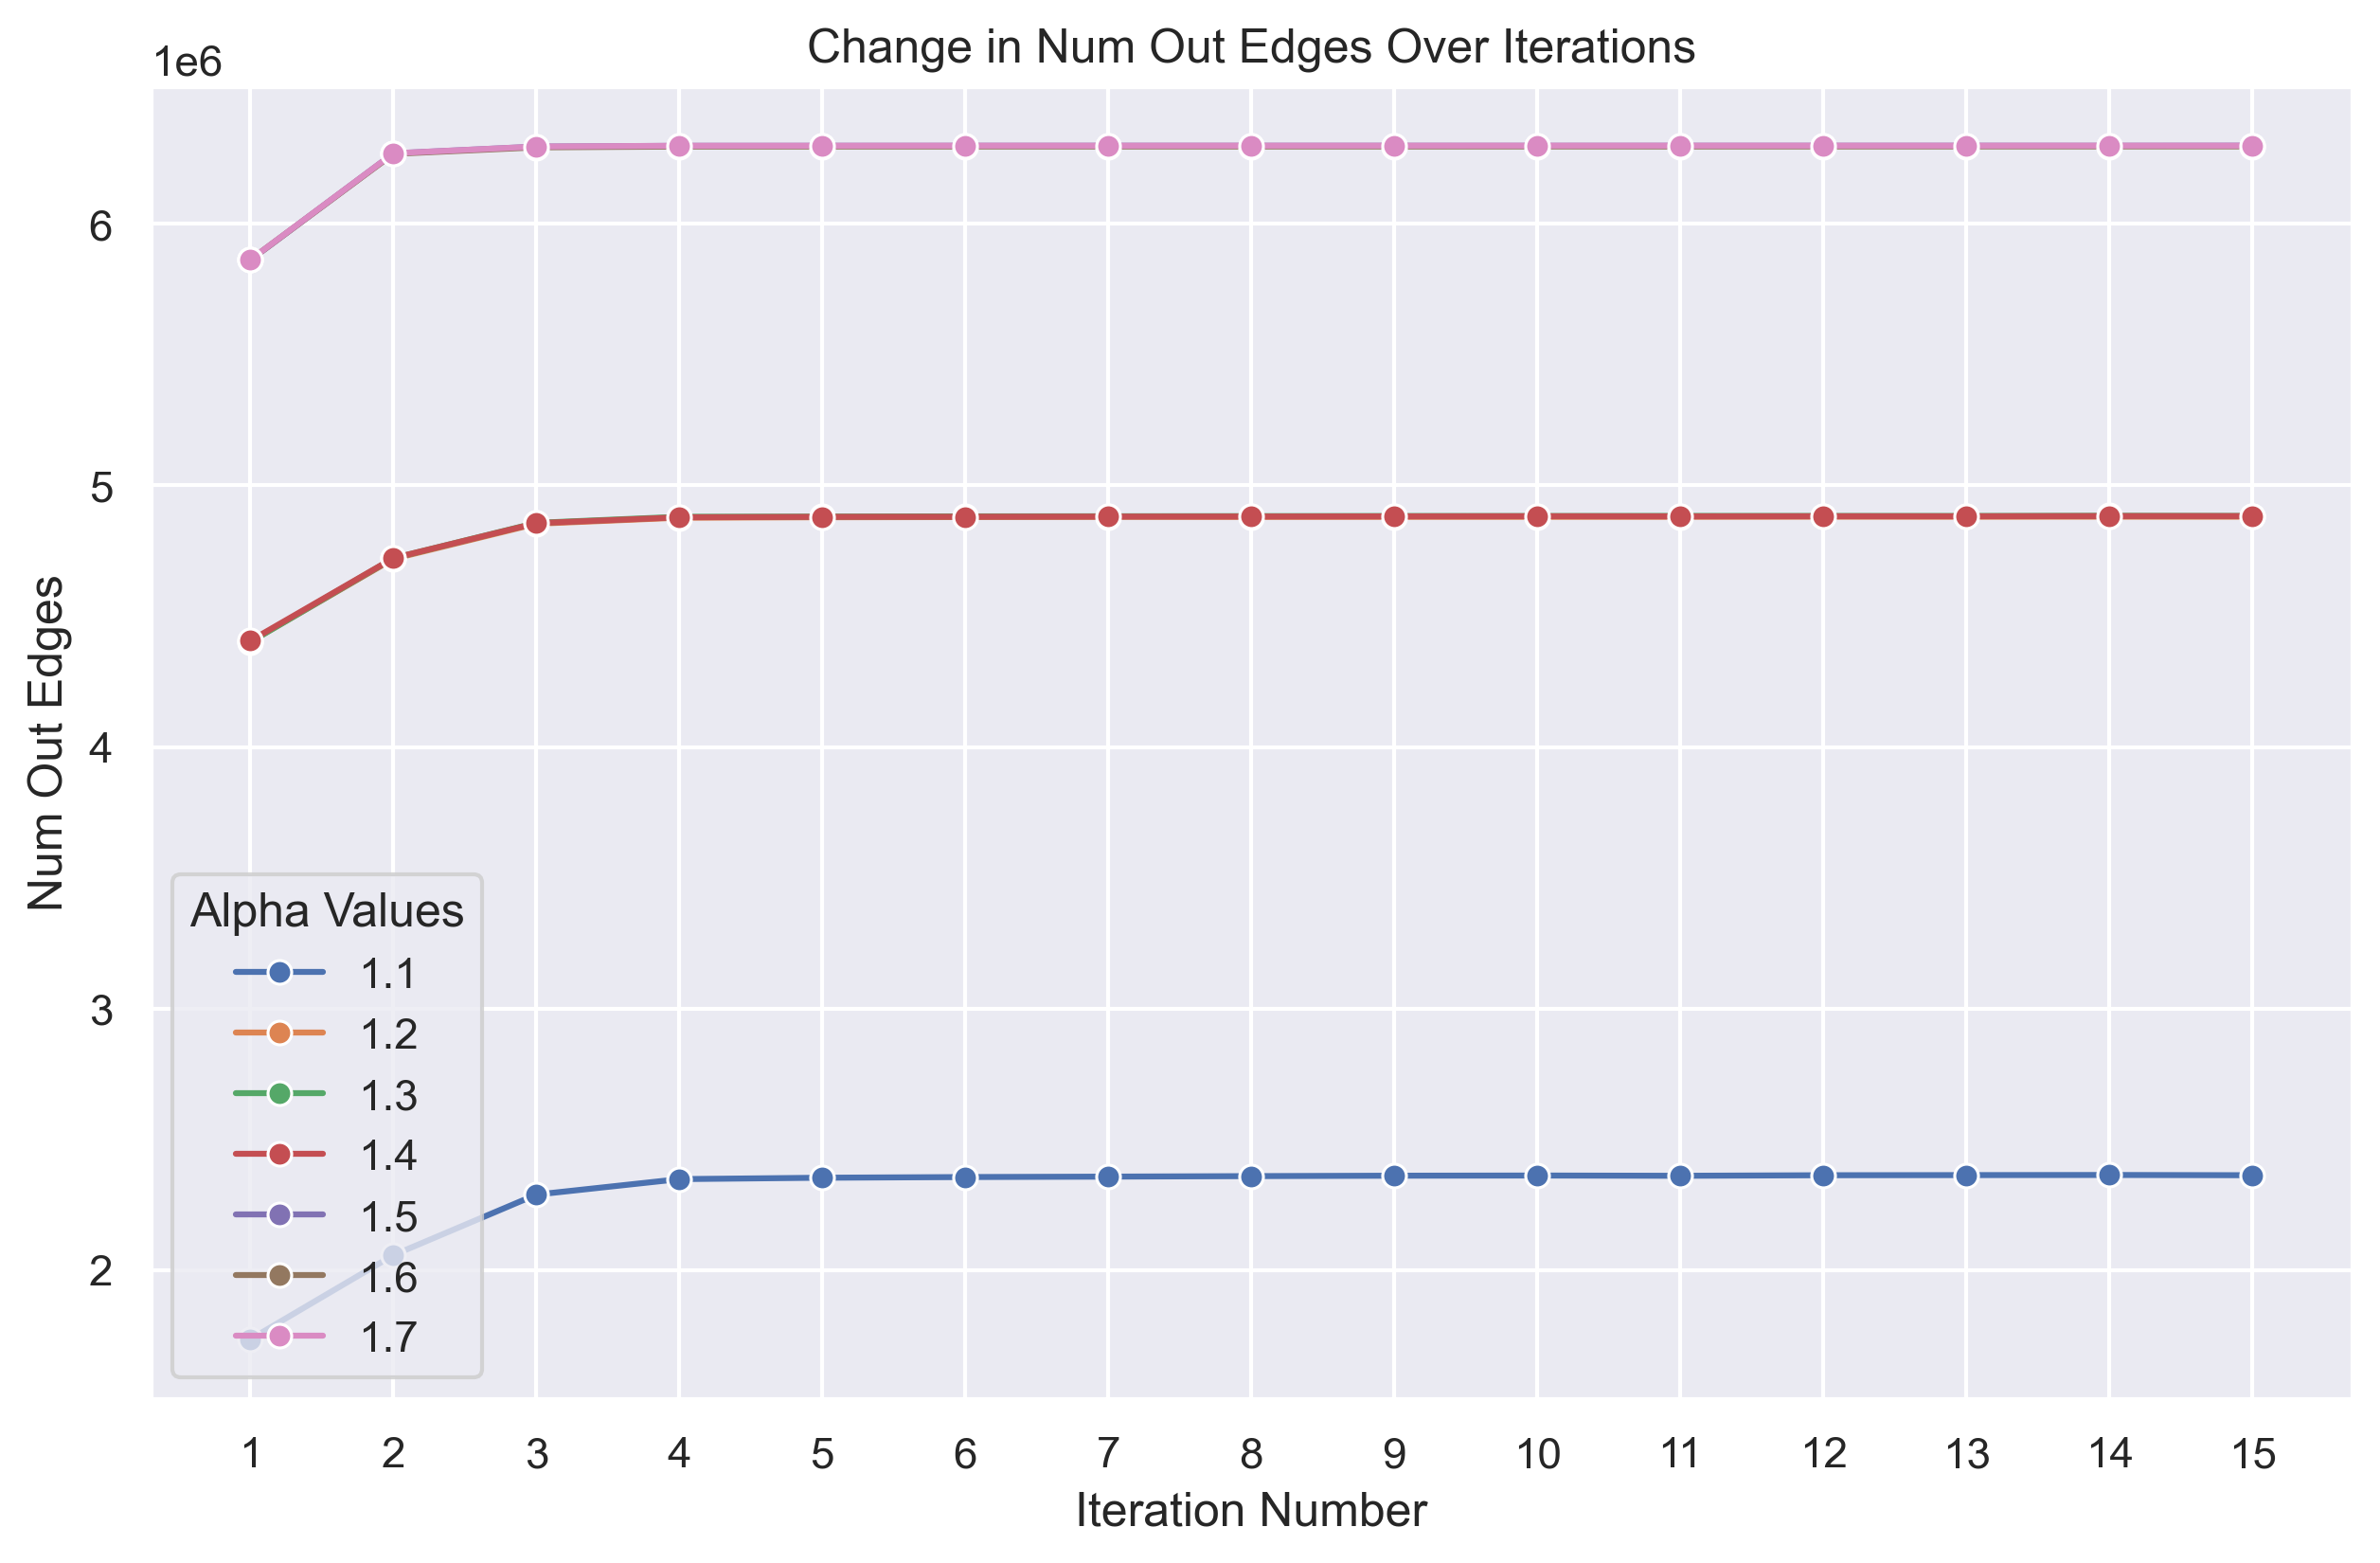 Change in Num Out Edges Over Iterations
1e6
6
5
4
3
2
Num Out Edges
Alpha Values
1.1
1.2
1.3
1.4
1.5
1.6
1.7
1 2 3 4 5 6 7 8 9 10 11 12 13 14 15
Iteration Number